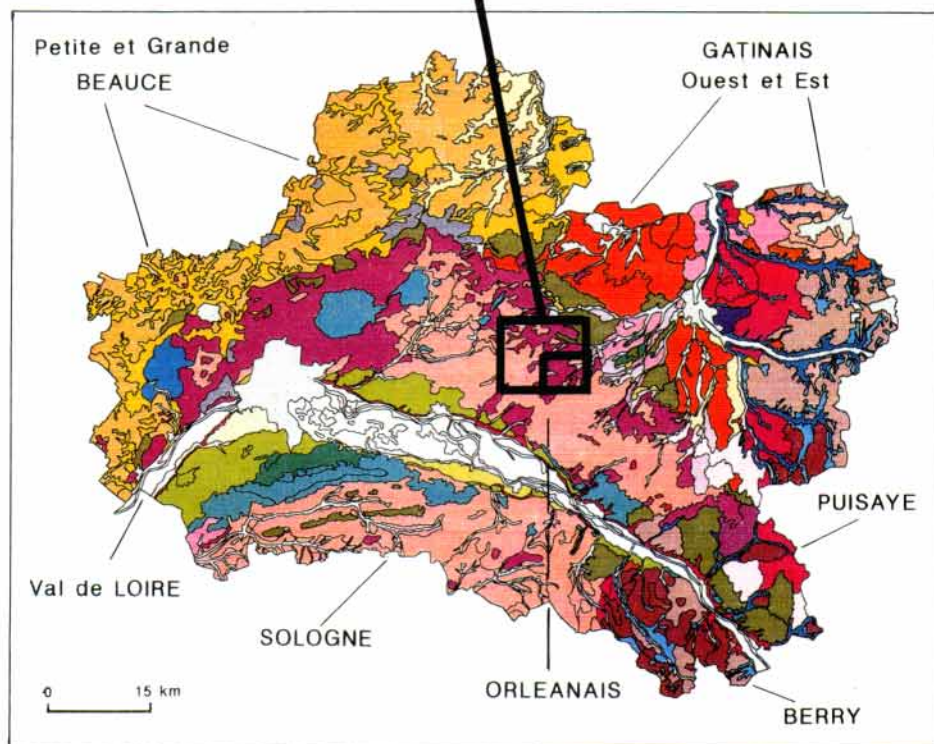 Petite et Grande
BEAUCE
GATINAIS
Ouest et Est
PUISAYE
Val de LOIRE
SOLOGNE
ORLEANAIS
BERRY
0 15 km